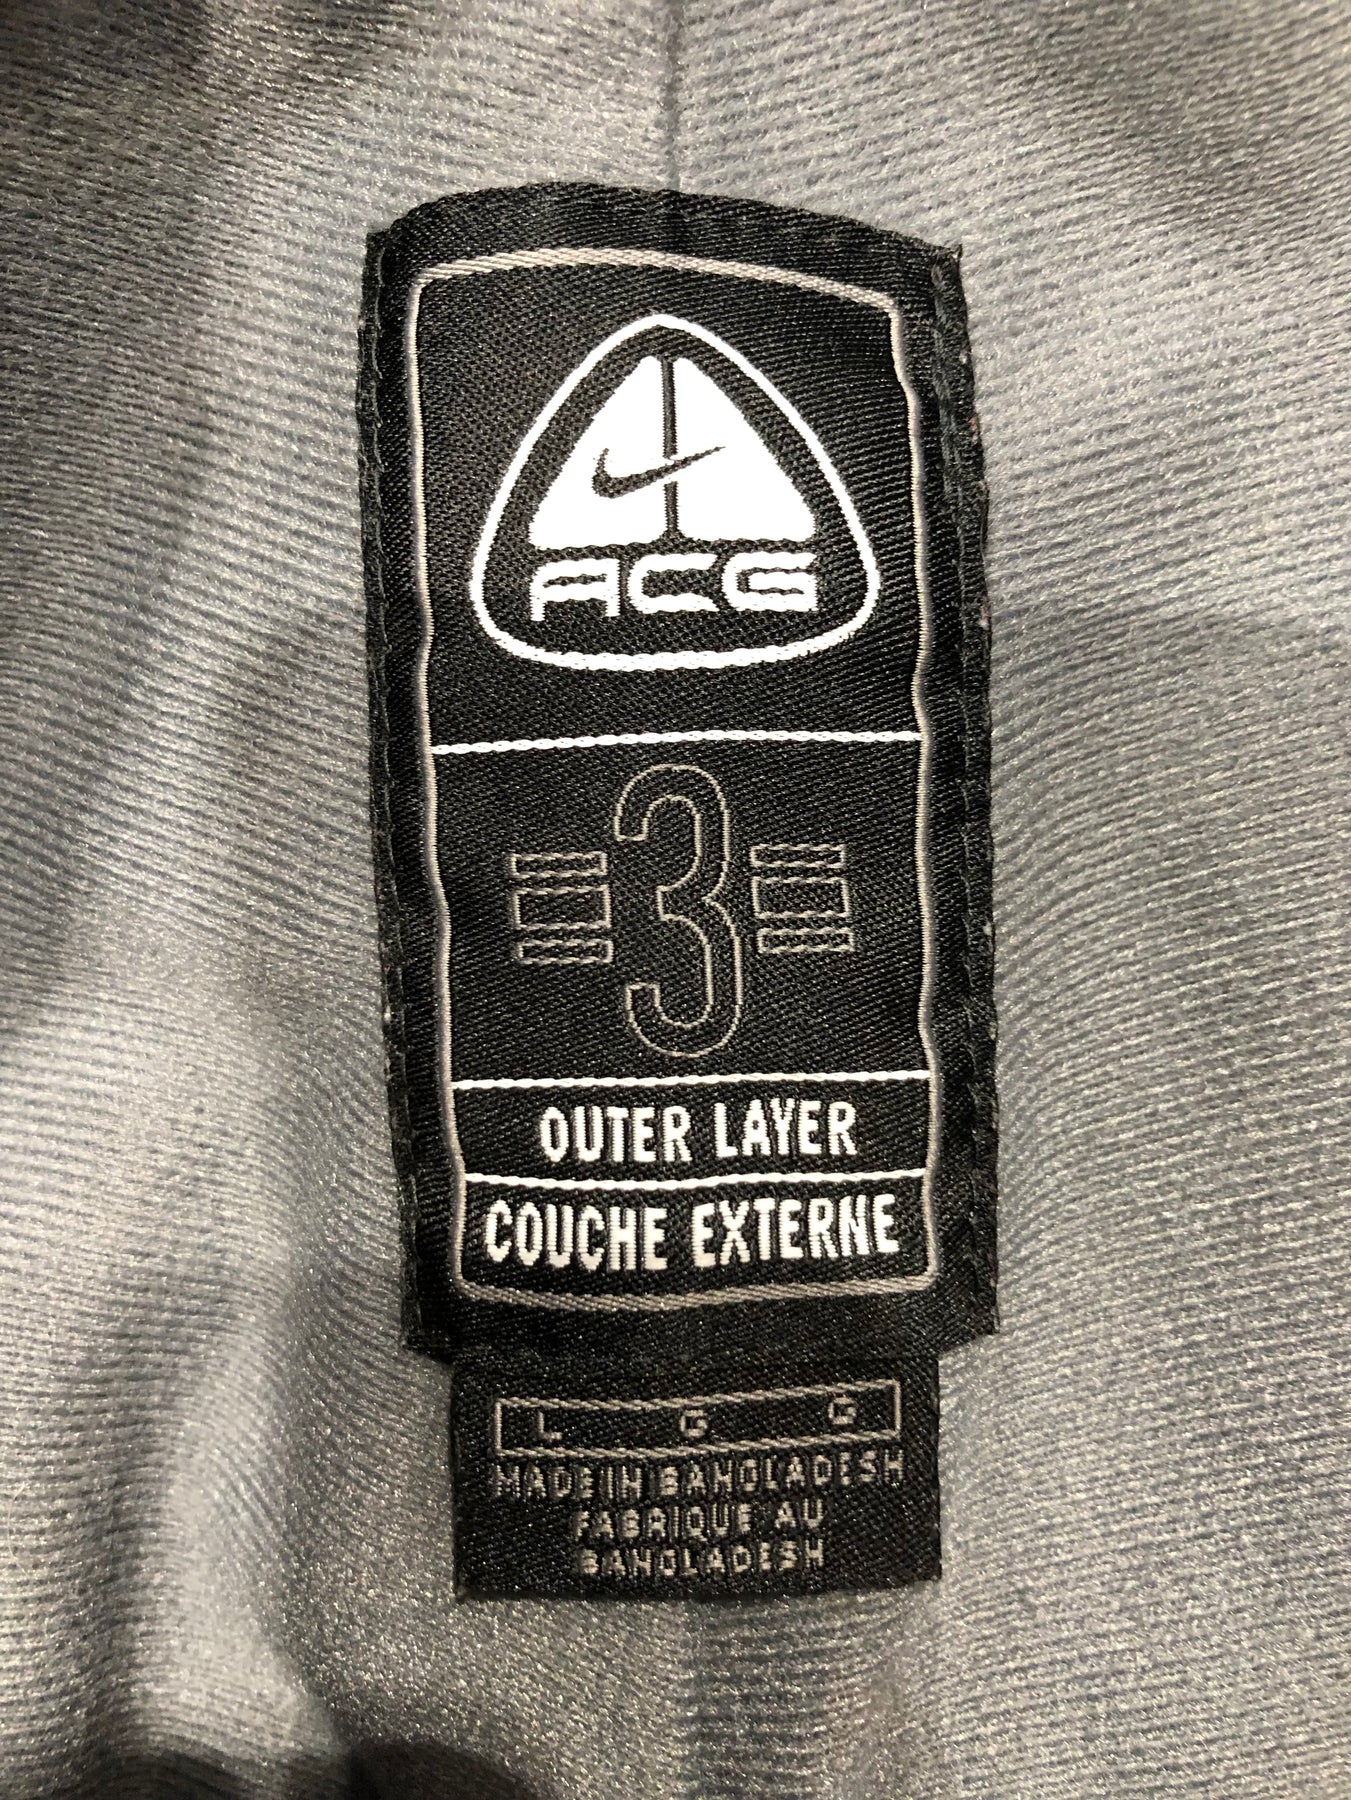 ACG
3
OUTER LAYER
COUCHE EXTERNE
L G G
MADE IN BANGLADESH
FABRIQUE AU
BANGLADESH